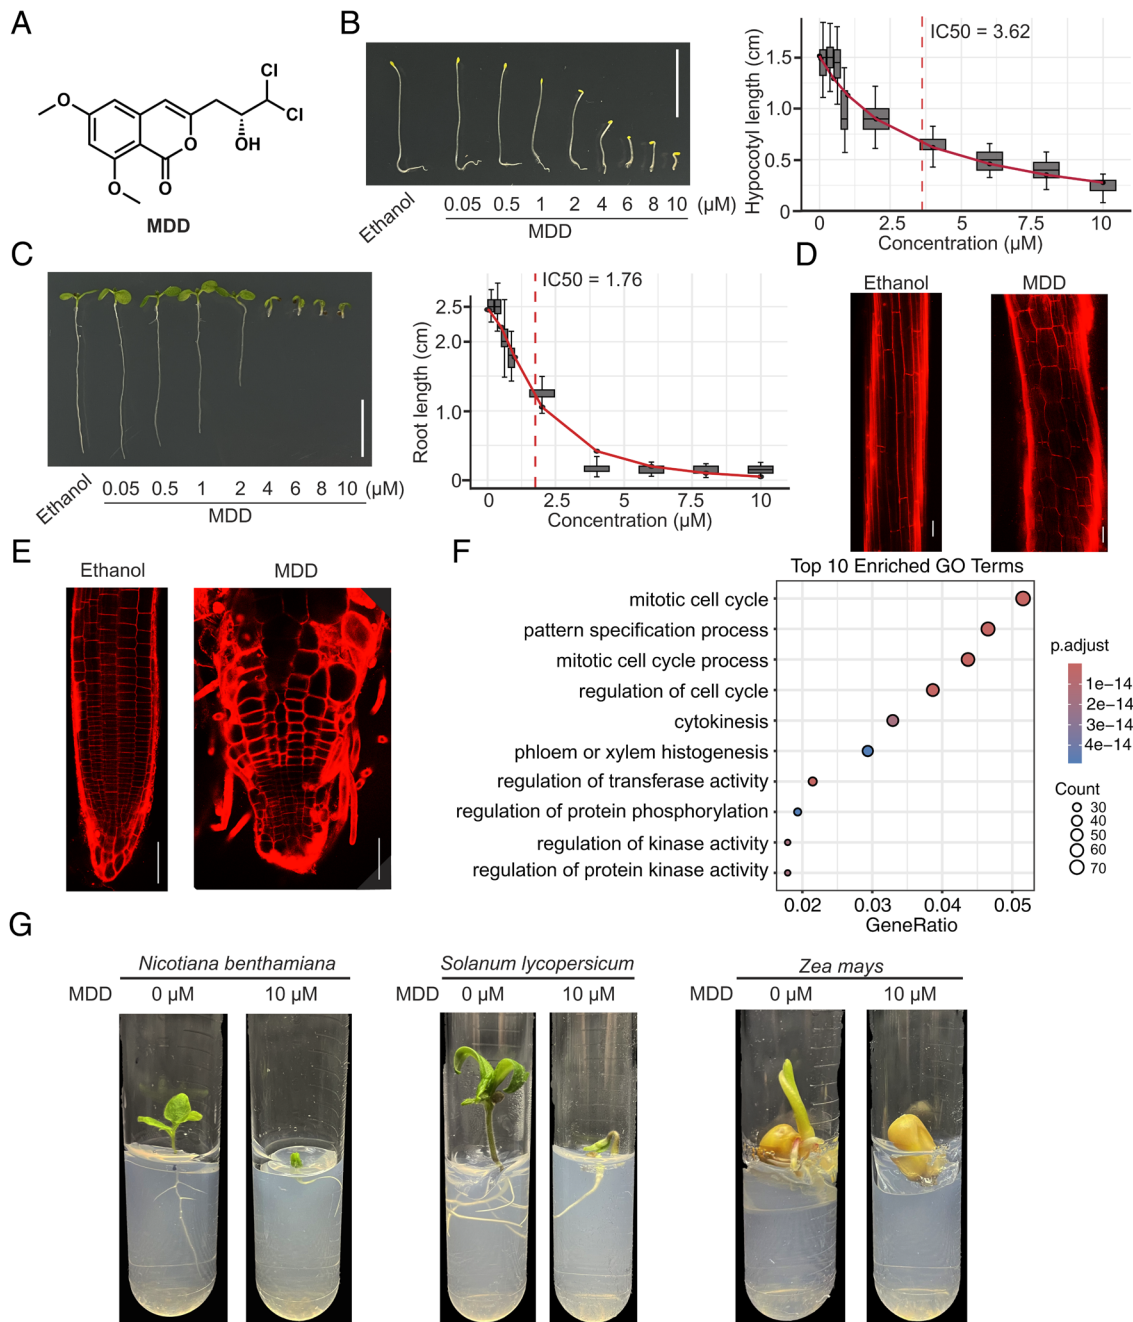 A
Cl
Cl
OH
O
O
O
O
MDD
B
Ethanol
0.05 0.5 1 2 4 6 8 10 (μM)
MDD
Hypocotyl length (cm)
IC50 = 3.62
1.5
1.0
0.5
0
0 2.5 5 7.5 10
Concentration (μM)
C
Ethanol
0.05 0.5 1 2 4 6 8 10 (μM)
MDD
Root length (cm)
IC50 = 1.76
2.5
2.0
1.0
0
0 2.5 5 7.5 10
Concentration (μM)
D
Ethanol MDD
E
Ethanol MDD
F
Top 10 Enriched GO Terms
mitotic cell cycle
pattern specification process
mitotic cell cycle process
regulation of cell cycle
cytokinesis
phloem or xylem histogenesis
regulation of transferase activity
regulation of protein phosphorylation
regulation of kinase activity
regulation of protein kinase activity
0.02 0.03 0.04 0.05
GeneRatio
p.adjust
1e−14
2e−14
3e−14
4e−14
Count
30
40
50
60
70
G
Nicotiana benthamiana
MDD 0 μM 10 μM
Solanum lycopersicum
MDD 0 μM 10 μM
Zea mays
MDD 0 μM 10 μM